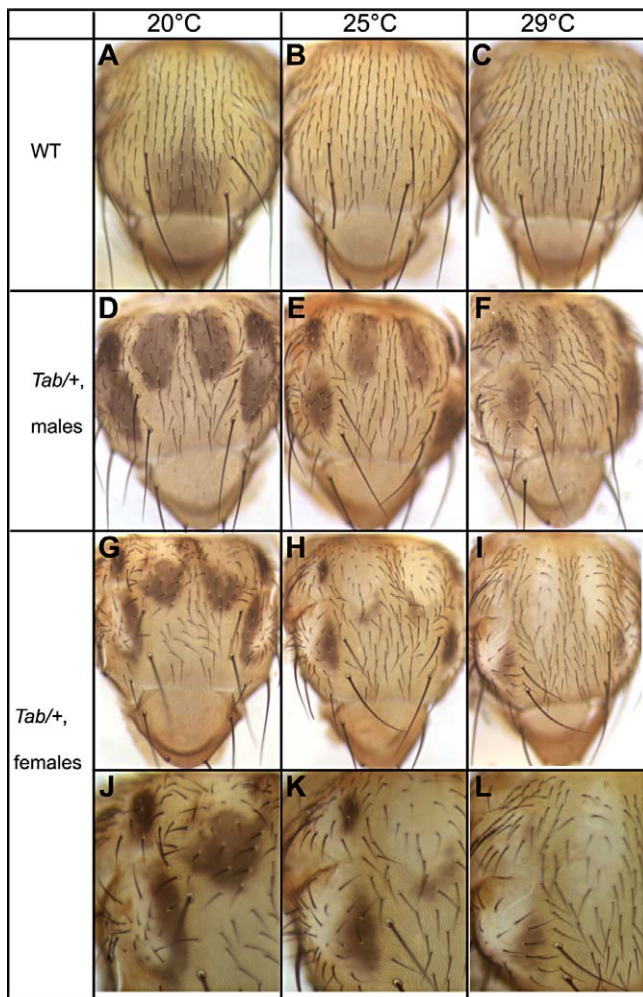 20°C 25°C 29°C
WT
A B C
Tab/+,
males
D E F
Tab/+,
females
G H I
J K L